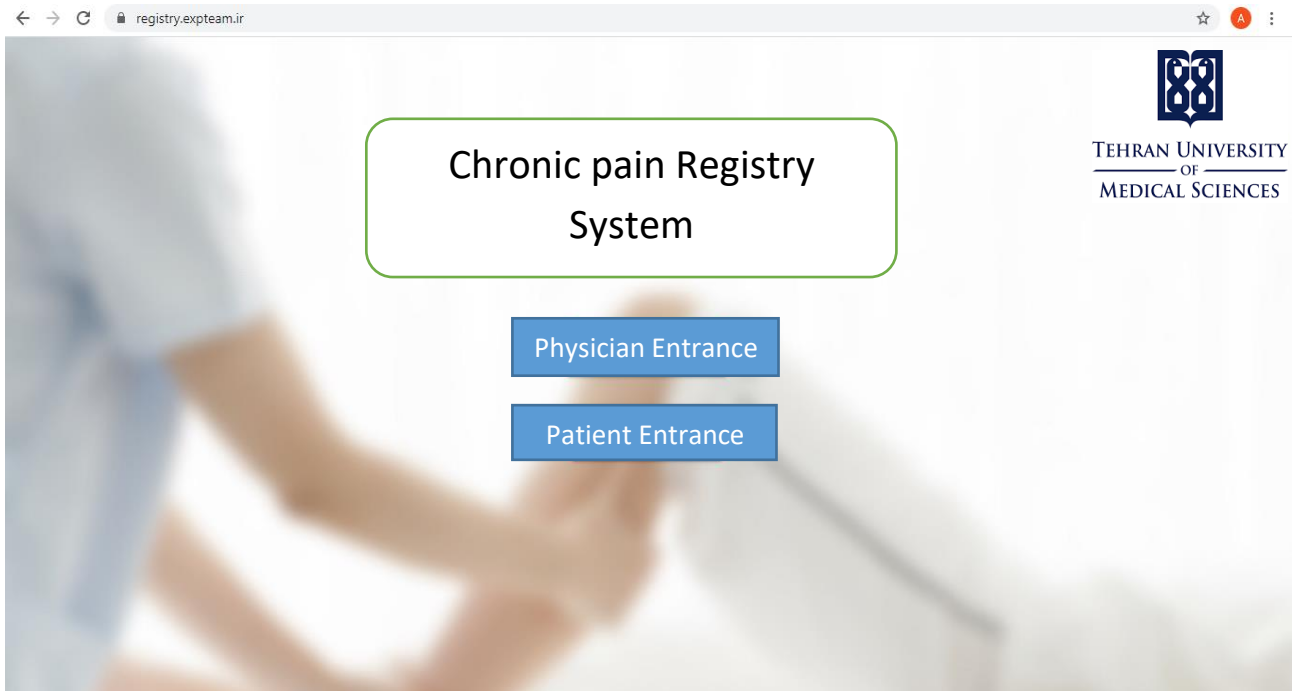 registry.expteam.ir
A
TEHRAN UNIVERSITY
OF
MEDICAL SCIENCES
Chronic pain Registry
System
Physician Entrance
Patient Entrance